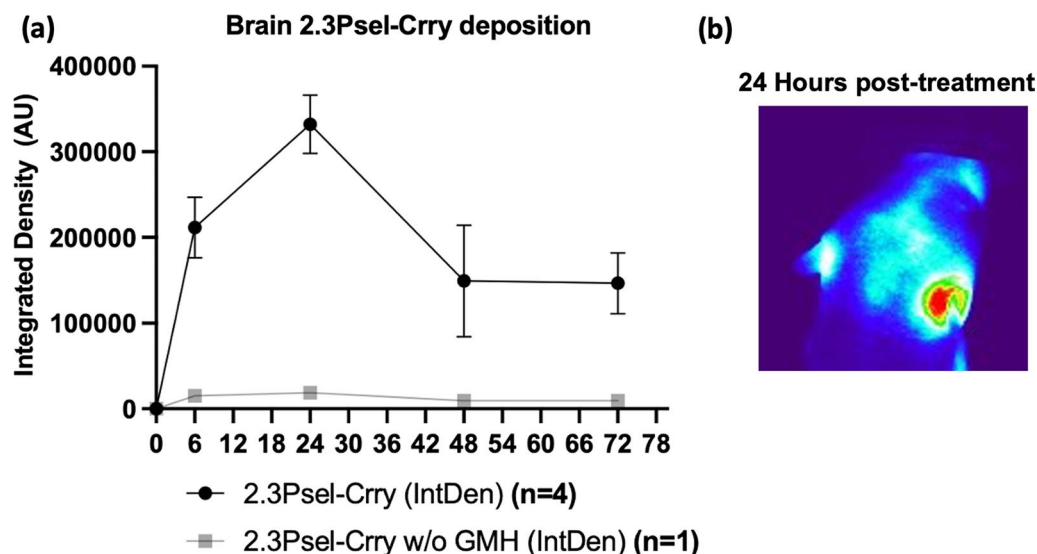 (a)
Brain 2.3Psel-Crry deposition
(b)
24 Hours post-treatment
Integrated Density (AU)
400000
300000
200000
100000
0
0 6 12 18 24 30 36 42 48 54 60 66 72 78
2.3Psel-Crry (IntDen) (n=4)
2.3Psel-Crry w/o GMH (IntDen) (n=1)